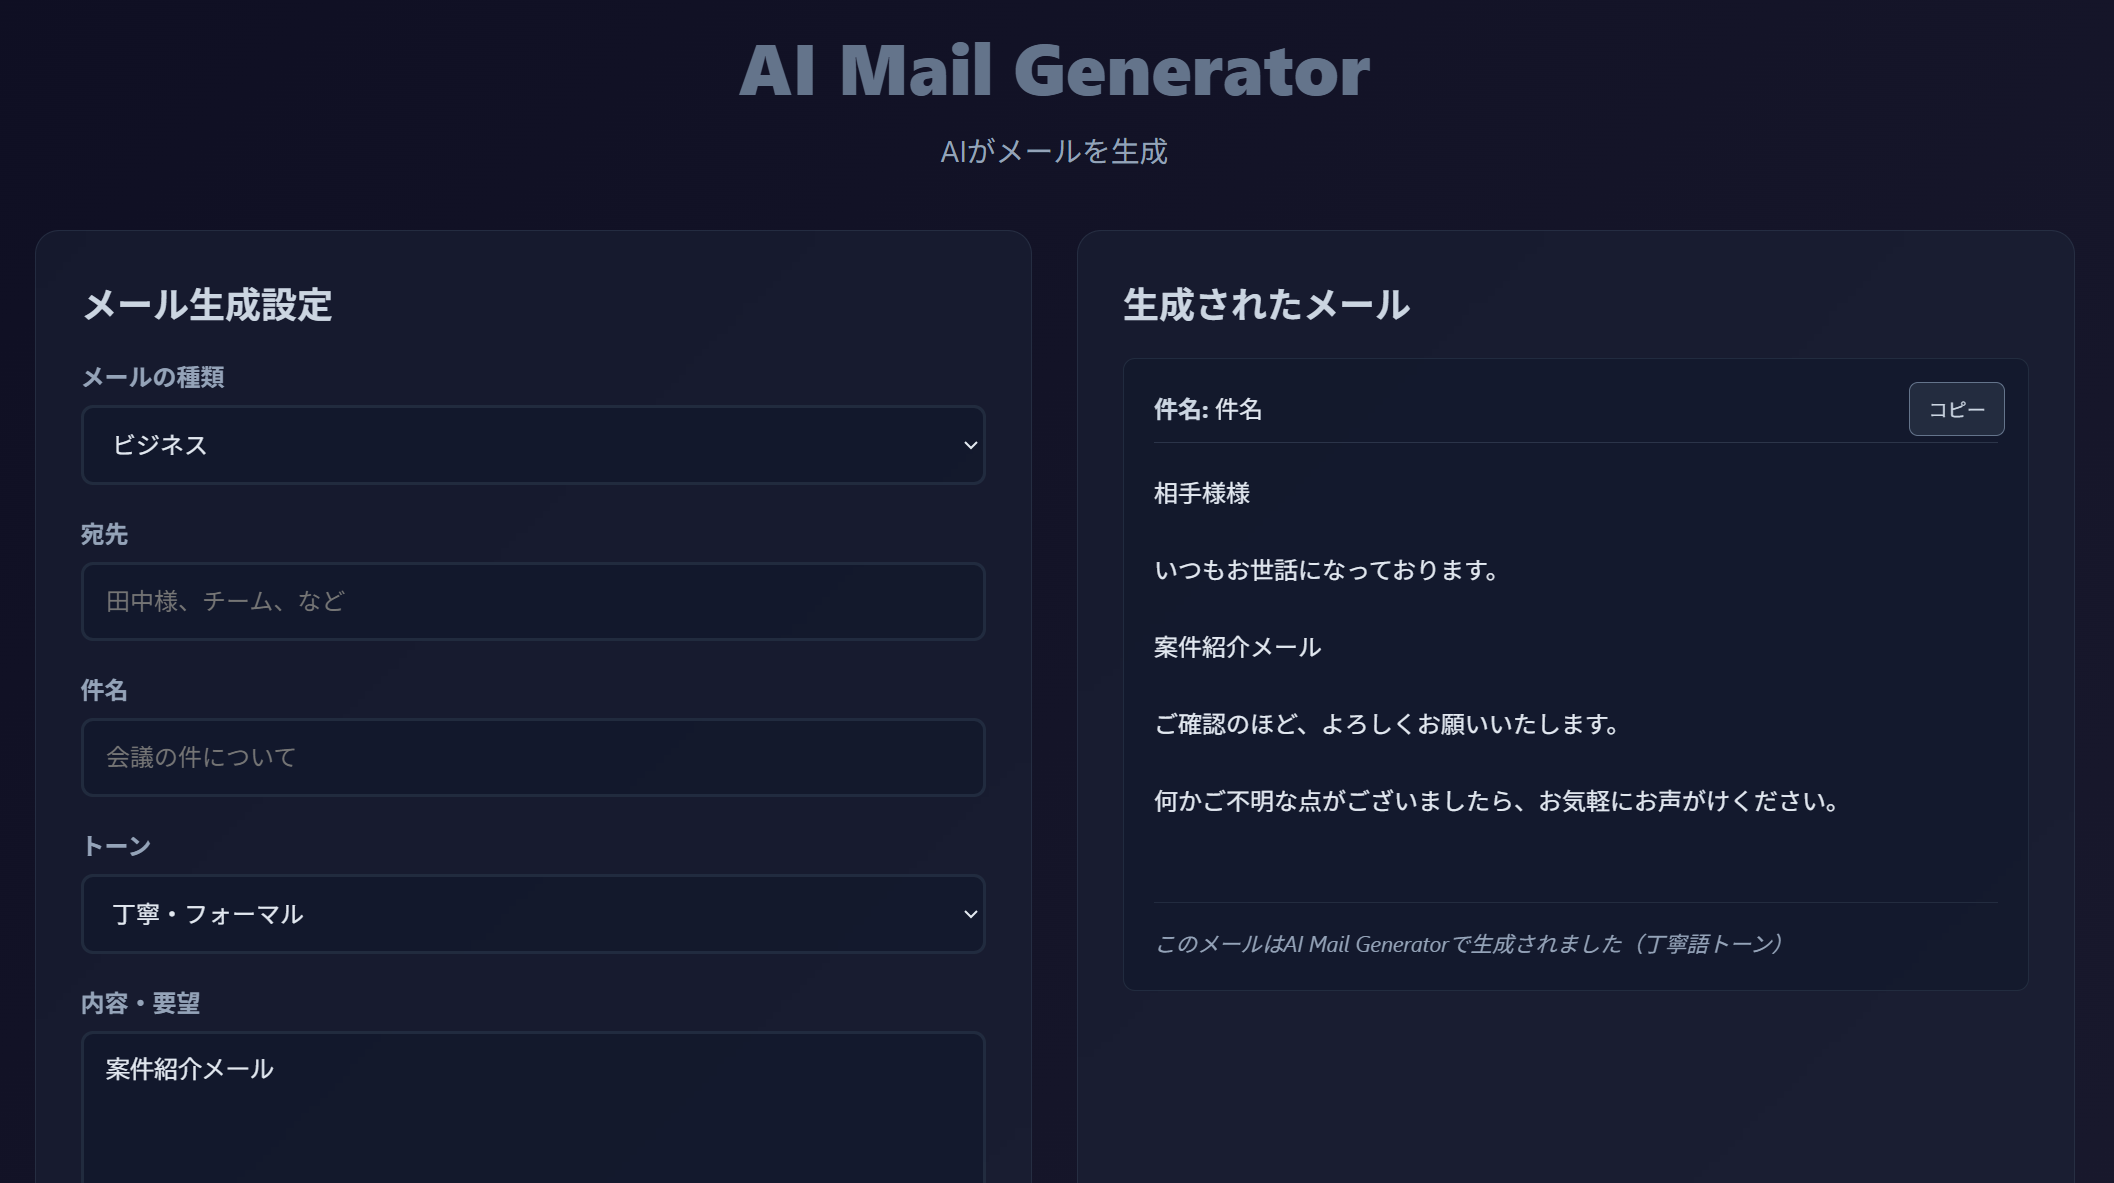 AI Mail Generator
AIがメールを生成
メール生成設定
メールの種類
ビジネス
宛先
田中様、チーム、など
件名
会議の件について
トーン
丁寧・フォーマル
内容・要望
案件紹介メール
生成されたメール
件名: 件名
コピー
相手様様
いつもお世話になっております。
案件紹介メール
ご確認のほど、よろしくお願いいたします。
何かご不明な点がございましたら、お気軽にお声がけください。
このメールはAI Mail Generatorで生成されました（丁寧語トーン）